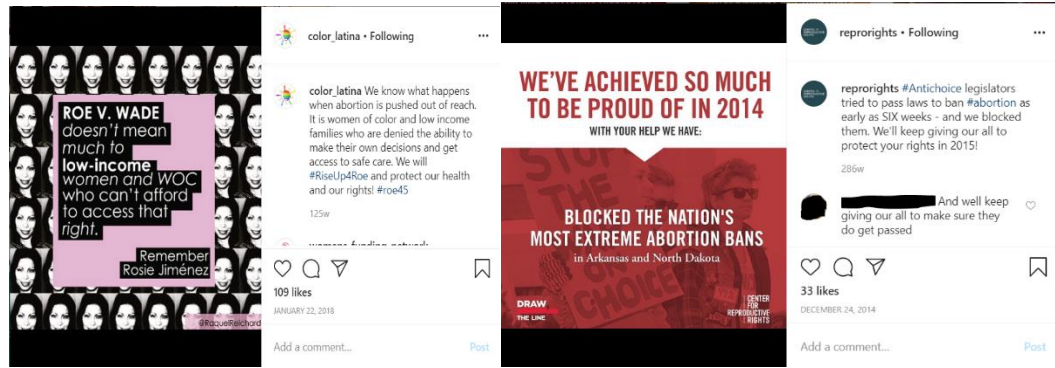 ROE V. WADE
doesn't mean
much to
low-income
women and WOC
who can't afford
to access that
right.
Remember
Rosie Jiménez
@RaquelReichard
color_latina • Following
color_latina We know what happens
when abortion is pushed out of reach.
It is women of color and low income
families who are denied the ability to
make their own decisions and get
access to safe care. We will
#RiseUp4Roe and protect our health
and our rights! #roe45
125w
109 likes
JANUARY 22, 2018
Add a comment...
Post
WE'VE ACHIEVED SO MUCH
TO BE PROUD OF IN 2014
WITH YOUR HELP WE HAVE:
BLOCKED THE NATION'S
MOST EXTREME ABORTION BANS
in Arkansas and North Dakota
DRAW
THE LINE
CENTER
FOR
REPRODUCTIVE
RIGHTS
reprorights • Following
reprorights #Antichoice legislators
tried to pass laws to ban #abortion as
early as SIX weeks - and we blocked
them. We'll keep giving our all to
protect your rights in 2015!
286w
And well keep
giving our all to make sure they
do get passed
33 likes
DECEMBER 24, 2014
Add a comment...
Post